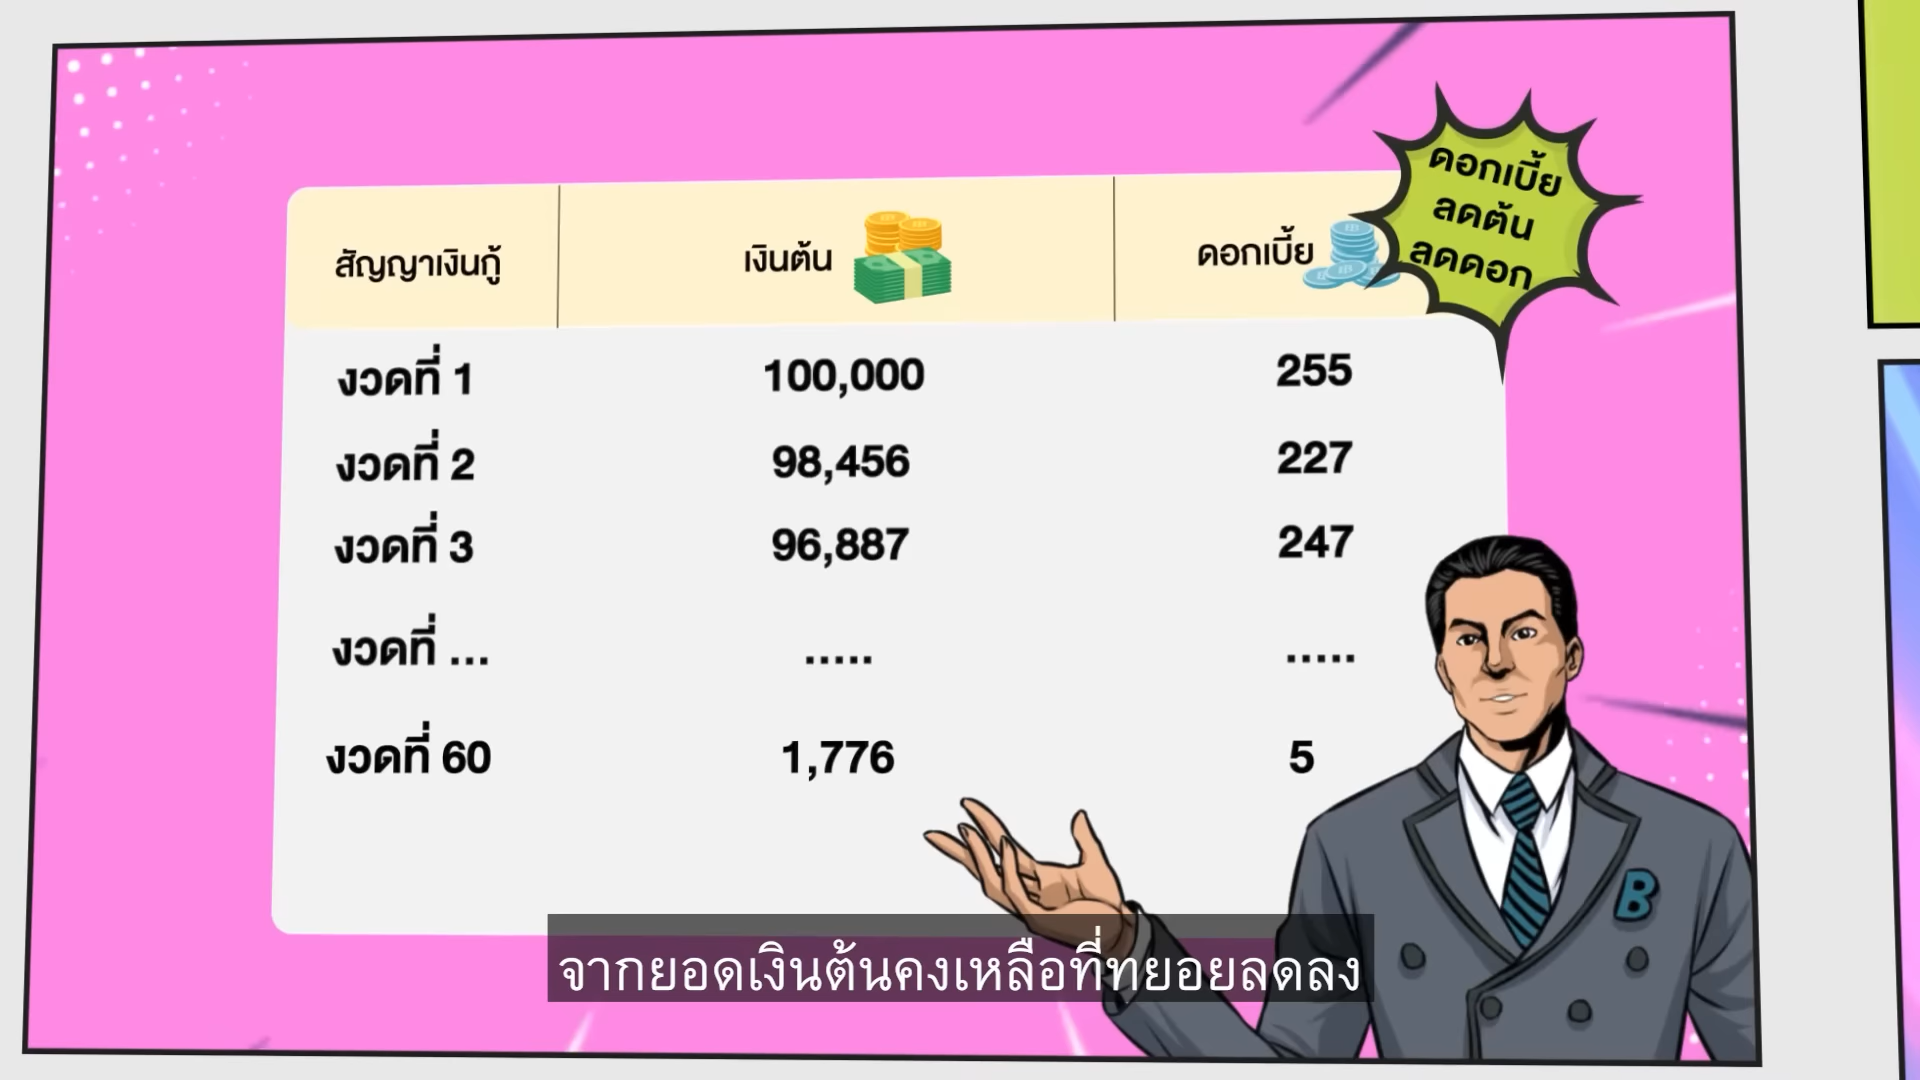 ดอกเบี้ย
ลดต้น
ลดดอก
สัญญาเงินกู้ เงินต้น ดอกเบี้ย
งวดที่ 1 100,000 255
งวดที่ 2 98,456 227
งวดที่ 3 96,887 247
งวดที่ ... ..... .....
งวดที่ 60 1,776 5
B
จากยอดเงินต้นคงเหลือที่ทยอยลดลง